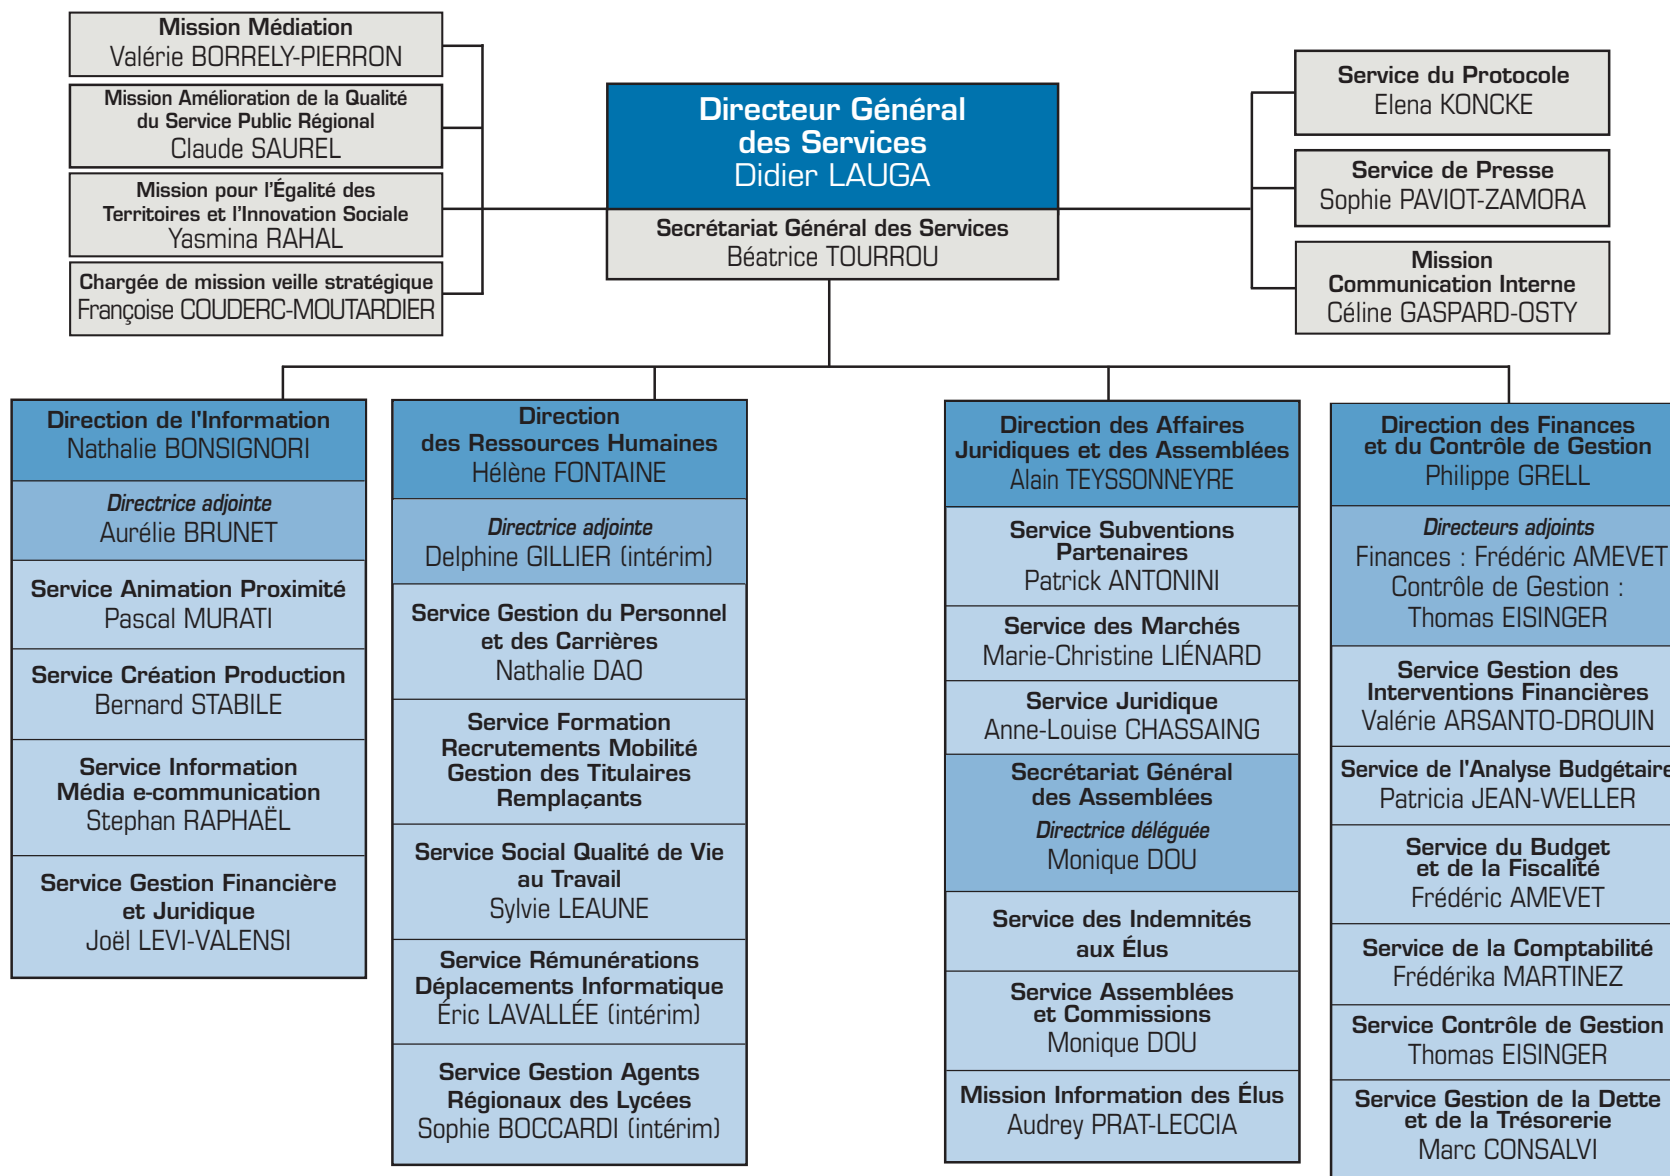 Mission Médiation
Valérie BORRELY-PIERRON
Mission Amélioration de la Qualité
du Service Public Régional
Claude SAUREL
Mission pour l'Égalité des
Territoires et l'Innovation Sociale
Yasmina RAHAL
Chargée de mission veille stratégique
Françoise COUDERC-MOUTARDIER
Directeur Général
des Services
Didier LAUGA
Secrétariat Général des Services
Béatrice TOURROU
Service du Protocole
Elena KONCKE
Service de Presse
Sophie PAVIOT-ZAMORA
Mission
Communication Interne
Céline GASPARD-OSTY
Direction de l'Information
Nathalie BONSIGNORI
Directrice adjointe
Aurélie BRUNET
Service Animation Proximité
Pascal MURATI
Service Création Production
Bernard STABILE
Service Information
Média e-communication
Stephan RAPHAËL
Service Gestion Financière
et Juridique
Joël LEVI-VALENSI
Direction
des Ressources Humaines
Hélène FONTAINE
Directrice adjointe
Delphine GILLIER (intérim)
Service Gestion du Personnel
et des Carrières
Nathalie DAO
Service Formation
Recrutements Mobilité
Gestion des Titulaires
Remplaçants
Service Social Qualité de Vie
au Travail
Sylvie LEAUNE
Service Rémunérations
Déplacements Informatique
Éric LAVALLÉE (intérim)
Service Gestion Agents
Régionaux des Lycées
Sophie BOCCARDI (intérim)
Direction des Affaires
Juridiques et des Assemblées
Alain TEYSSONNEYRE
Service Subventions
Partenaires
Patrick ANTONINI
Service des Marchés
Marie-Christine LIÉNARD
Service Juridique
Anne-Louise CHASSAING
Secrétariat Général
des Assemblées
Directrice déléguée
Monique DOU
Service des Indemnités
aux Élus
Service Assemblées
et Commissions
Monique DOU
Mission Information des Élus
Audrey PRAT-LECCIA
Direction des Finances
et du Contrôle de Gestion
Philippe GRELL
Directeurs adjoints
Finances : Frédéric AMEVET
Contrôle de Gestion :
Thomas EISINGER
Service Gestion des
Interventions Financières
Valérie ARSANTO-DROUIN
Service de l'Analyse Budgétaire
Patricia JEAN-WELLER
Service du Budget
et de la Fiscalité
Frédéric AMEVET
Service de la Comptabilité
Frédérika MARTINEZ
Service Contrôle de Gestion
Thomas EISINGER
Service Gestion de la Dette
et de la Trésorerie
Marc CONSALVI